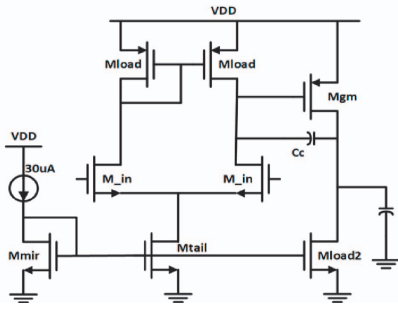 VDD
Mload
Mload
Mgm
Cc
VDD
30uA
M_in
M_in
Mmir
Mtail
Mload2